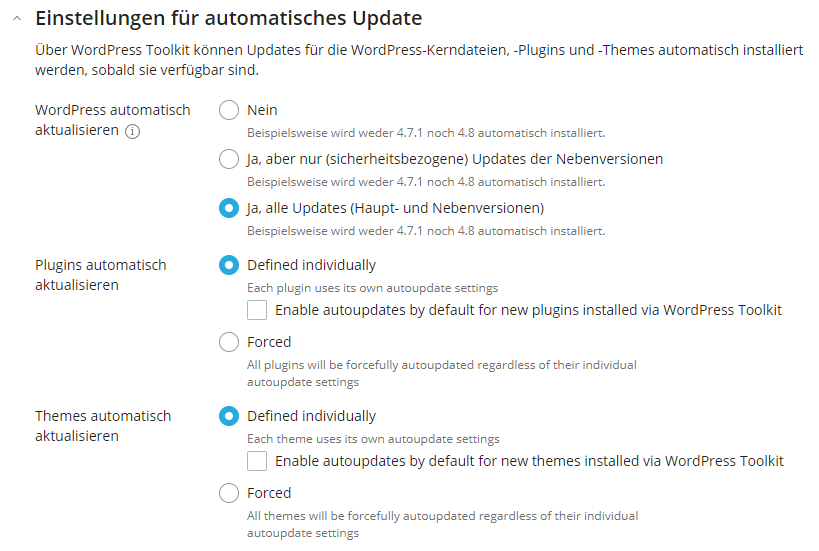 Einstellungen für automatisches Update
Über WordPress Toolkit können Updates für die WordPress-Kerndateien, -Plugins und -Themes automatisch installiert
werden, sobald sie verfügbar sind.
WordPress automatisch
aktualisieren
Nein
Beispielsweise wird weder 4.7.1 noch 4.8 automatisch installiert.
Ja, aber nur (sicherheitsbezogene) Updates der Nebenversionen
Beispielsweise wird weder 4.7.1 noch 4.8 automatisch installiert.
Ja, alle Updates (Haupt- und Nebenversionen)
Beispielsweise wird weder 4.7.1 noch 4.8 automatisch installiert.
Plugins automatisch
aktualisieren
Defined individually
Each plugin uses its own autoupdate settings
Enable autoupdates by default for new plugins installed via WordPress Toolkit
Forced
All plugins will be forcefully autoupdated regardless of their individual
autoupdate settings
Themes automatisch
aktualisieren
Defined individually
Each theme uses its own autoupdate settings
Enable autoupdates by default for new themes installed via WordPress Toolkit
Forced
All themes will be forcefully autoupdated regardless of their individual
autoupdate settings